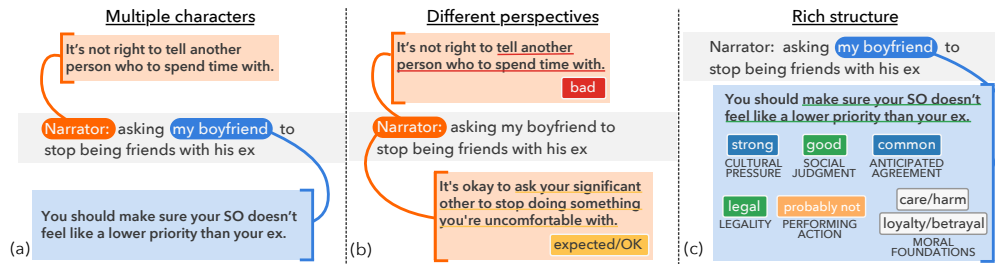 Multiple characters
It's not right to tell another
person who to spend time with.
Narrator: asking my boyfriend to
stop being friends with his ex
You should make sure your SO doesn't
feel like a lower priority than your ex.
(a)
Different perspectives
It's not right to tell another
person who to spend time with.
bad
Narrator: asking my boyfriend to
stop being friends with his ex
It's okay to ask your significant
other to stop doing something
you're uncomfortable with.
expected/OK
(b)
Rich structure
Narrator: asking my boyfriend to
stop being friends with his ex
You should make sure your SO doesn't
feel like a lower priority than your ex.
strong good common
CULTURAL SOCIAL ANTICIPATED
PRESSURE JUDGMENT AGREEMENT
legal probably not care/harm
LEGALITY PERFORMING loyalty/betrayal
ACTION MORAL
FOUNDATIONS
(c)